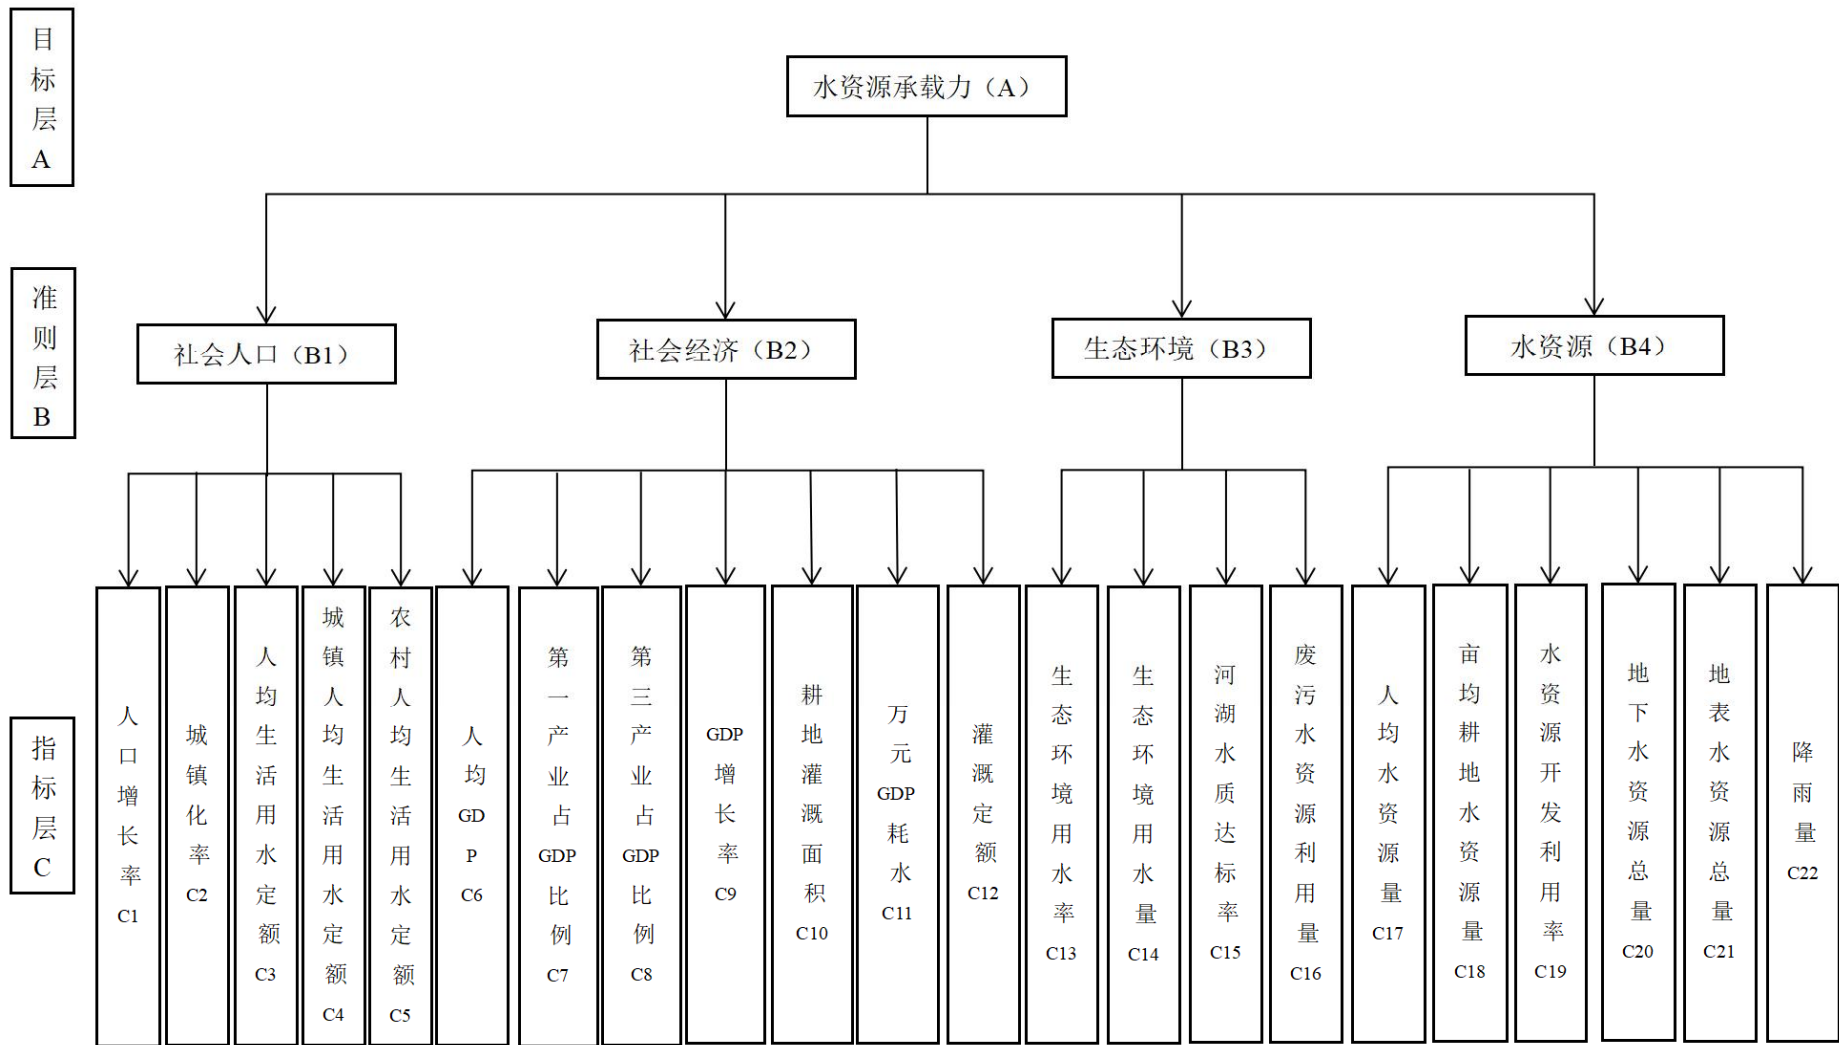 目标层A
水资源承载力（A）
准则层B
社会人口（B1）
社会经济（B2）
生态环境（B3）
水资源（B4）
指标层C
人口增长率C1
城镇化率C2
人均生活用水定额C3
城镇人均生活用水定额C4
农村人均生活用水定额C5
人均GDP C6
第一产业占GDP比例C7
第三产业占GDP比例C8
GDP增长率C9
耕地灌溉面积C10
万元GDP耗水C11
灌溉定额C12
生态环境用水率C13
生态环境用水量C14
河湖水质达标率C15
废污水资源利用量C16
人均水资源量C17
亩均耕地水资源量C18
水资源开发利用率C19
地下水资源总量C20
地表水资源总量C21
降雨量C22